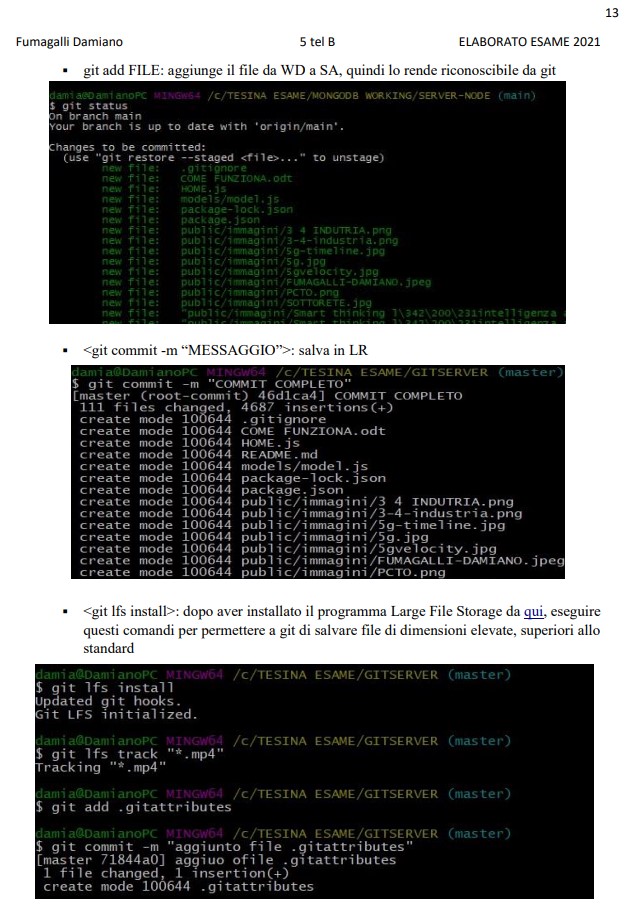 13
Fumagalli Damiano 5 tel B ELABORATO ESAME 2021
▪ git add FILE: aggiunge il file da WD a SA, quindi lo rende riconoscibile da git
damia@DamianoPC MINGW64 /c/TESINA ESAME/MONGODB WORKING/SERVER-NODE (main)
$ git status
On branch main
Your branch is up to date with 'origin/main'.
Changes to be committed:
(use "git restore --staged <file>..." to unstage)
new file: .gitignore
new file: COME FUNZIONA.odt
new file: HOME.js
new file: models/model.js
new file: package-lock.json
new file: package.json
new file: public/immagini/3 4 INDUTRIA.png
new file: public/immagini/3-4-industria.png
new file: public/immagini/5g-timeline.jpg
new file: public/immagini/5g.jpg
new file: public/immagini/5gvelocity.jpg
new file: public/immagini/FUMAGALLI-DAMIANO.jpeg
new file: public/immagini/PCTO.png
new file: public/immagini/SOTTORETE.jpg
new file: "public/immagini/Smart thinking l\342\200\231intelligenza
▪ <git commit -m “MESSAGGIO”>: salva in LR
damia@DamianoPC MINGW64 /c/TESINA ESAME/GITSERVER (master)
$ git commit -m "COMMIT COMPLETO"
[master (root-commit) 46d1ca4] COMMIT COMPLETO
111 files changed, 4687 insertions(+)
create mode 100644 .gitignore
create mode 100644 COME FUNZIONA.odt
create mode 100644 HOME.js
create mode 100644 README.md
create mode 100644 models/model.js
create mode 100644 package-lock.json
create mode 100644 package.json
create mode 100644 public/immagini/3 4 INDUTRIA.png
create mode 100644 public/immagini/3-4-industria.png
create mode 100644 public/immagini/5g-timeline.jpg
create mode 100644 public/immagini/5g.jpg
create mode 100644 public/immagini/5gvelocity.jpg
create mode 100644 public/immagini/FUMAGALLI-DAMIANO.jpeg
create mode 100644 public/immagini/PCTO.png
▪ <git lfs install>: dopo aver installato il programma Large File Storage da qui, eseguire
questi comandi per permettere a git di salvare file di dimensioni elevate, superiori allo
standard
damia@DamianoPC MINGW64 /c/TESINA ESAME/GITSERVER (master)
$ git lfs install
Updated git hooks.
Git LFS initialized.
damia@DamianoPC MINGW64 /c/TESINA ESAME/GITSERVER (master)
$ git lfs track "*.mp4"
Tracking "*.mp4"
damia@DamianoPC MINGW64 /c/TESINA ESAME/GITSERVER (master)
$ git add .gitattributes
damia@DamianoPC MINGW64 /c/TESINA ESAME/GITSERVER (master)
$ git commit -m "aggiunto file .gitattributes"
[master 71844a0] aggiuo ofile .gitattributes
1 file changed, 1 insertion(+)
create mode 100644 .gitattributes